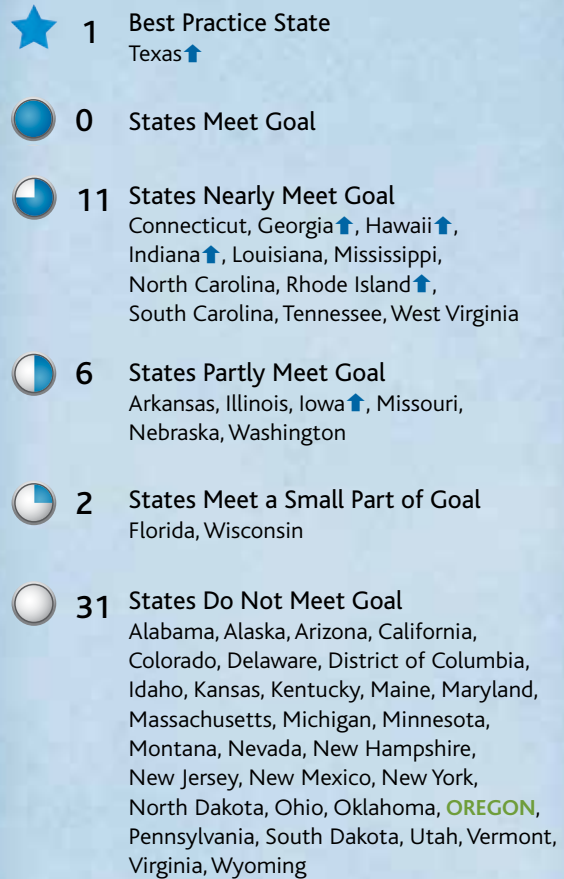 1 Best Practice State
Texas⬆
0 States Meet Goal
11 States Nearly Meet Goal
Connecticut, Georgia⬆, Hawaii⬆,
Indiana⬆, Louisiana, Mississippi,
North Carolina, Rhode Island⬆,
South Carolina, Tennessee, West Virginia
6 States Partly Meet Goal
Arkansas, Illinois, Iowa⬆, Missouri,
Nebraska, Washington
2 States Meet a Small Part of Goal
Florida, Wisconsin
31 States Do Not Meet Goal
Alabama, Alaska, Arizona, California,
Colorado, Delaware, District of Columbia,
Idaho, Kansas, Kentucky, Maine, Maryland,
Massachusetts, Michigan, Minnesota,
Montana, Nevada, New Hampshire,
New Jersey, New Mexico, New York,
North Dakota, Ohio, Oklahoma, OREGON,
Pennsylvania, South Dakota, Utah, Vermont,
Virginia, Wyoming